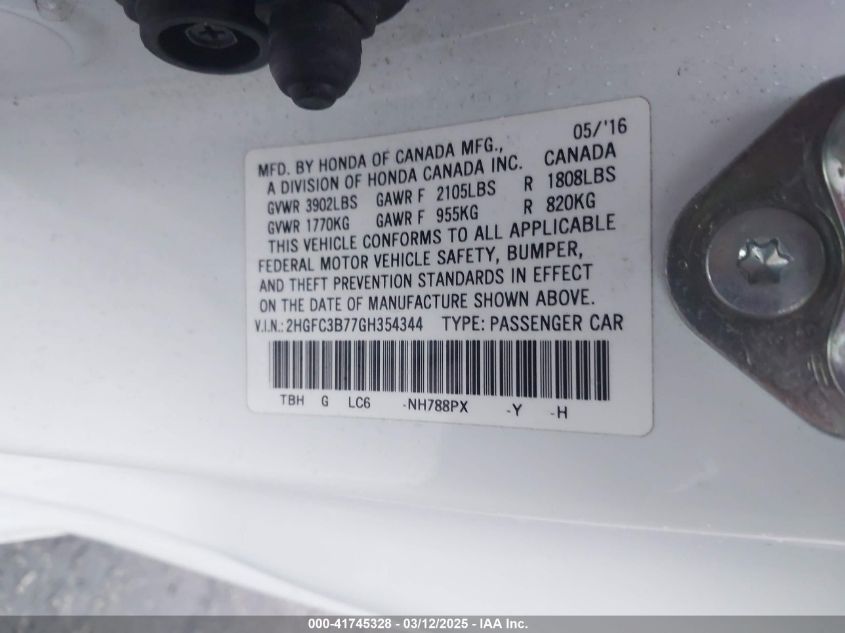 05/'16
MFD. BY HONDA OF CANADA MFG.,
A DIVISION OF HONDA CANADA INC. CANADA
GVWR 3902LBS GAWR F 2105LBS R 1808LBS
GVWR 1770KG GAWR F 955KG R 820KG
THIS VEHICLE CONFORMS TO ALL APPLICABLE
FEDERAL MOTOR VEHICLE SAFETY, BUMPER,
AND THEFT PREVENTION STANDARDS IN EFFECT
ON THE DATE OF MANUFACTURE SHOWN ABOVE.
V.I.N.: 2HGFC3B77GH354344 TYPE: PASSENGER CAR
TBH G LC6 -NH788PX -Y -H
000-41745328 - 03/12/2025 - IAA Inc.